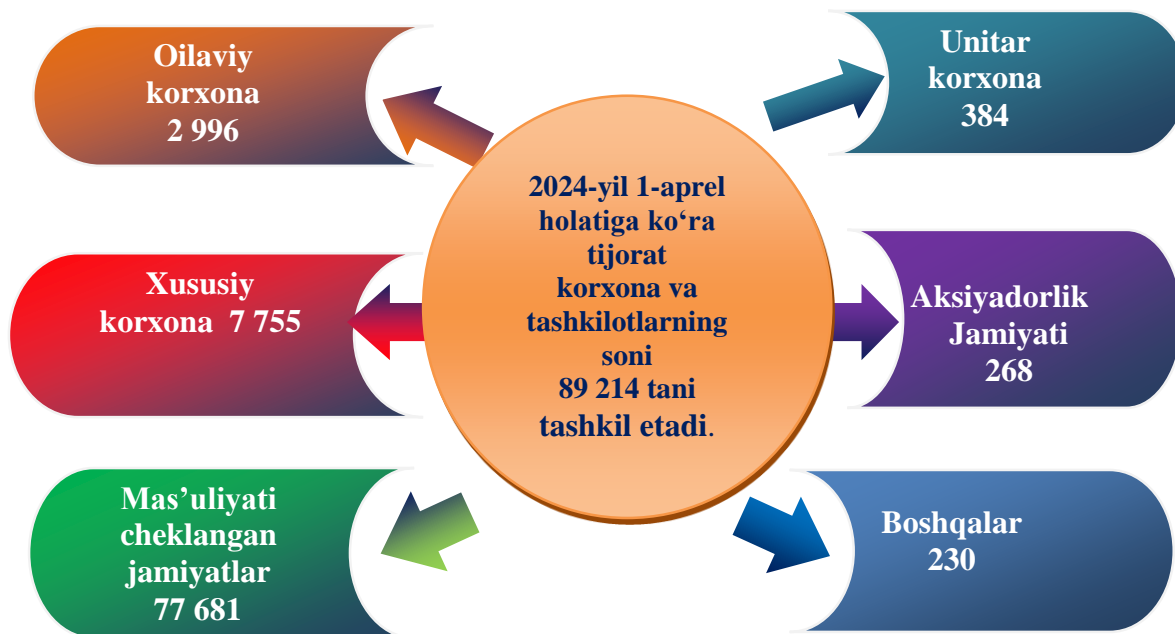 Oilaviy
korxona
2 996
Xususiy
korxona 7 755
Mas’uliyati
cheklangan
jamiyatlar
77 681
2024-yil 1-aprel
holatiga ko‘ra
tijorat
korxona va
tashkilotlarning
soni
89 214 tani
tashkil etadi.
Unitar
korxona
384
Aksiyadorlik
Jamiyati
268
Boshqalar
230